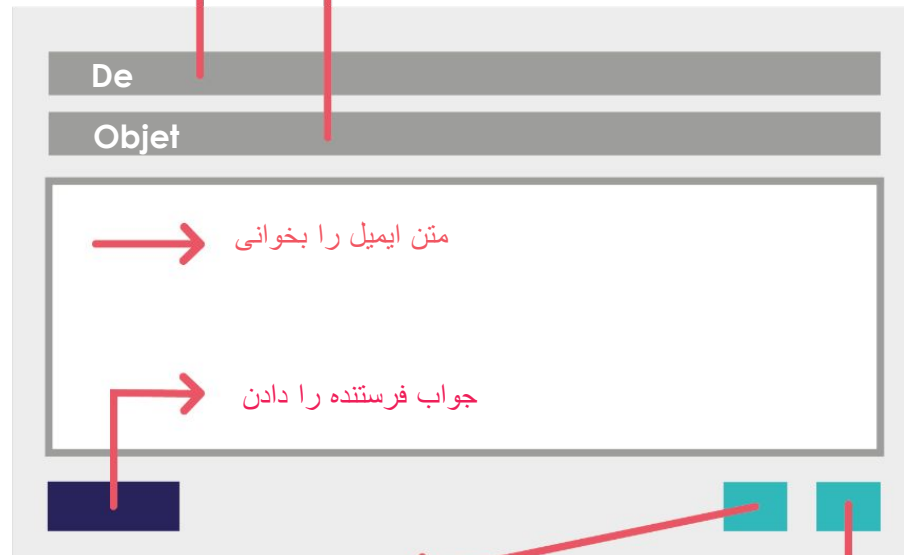 De
Objet
متن ایمیل را بخوانی
جواب فرستنده را دادن